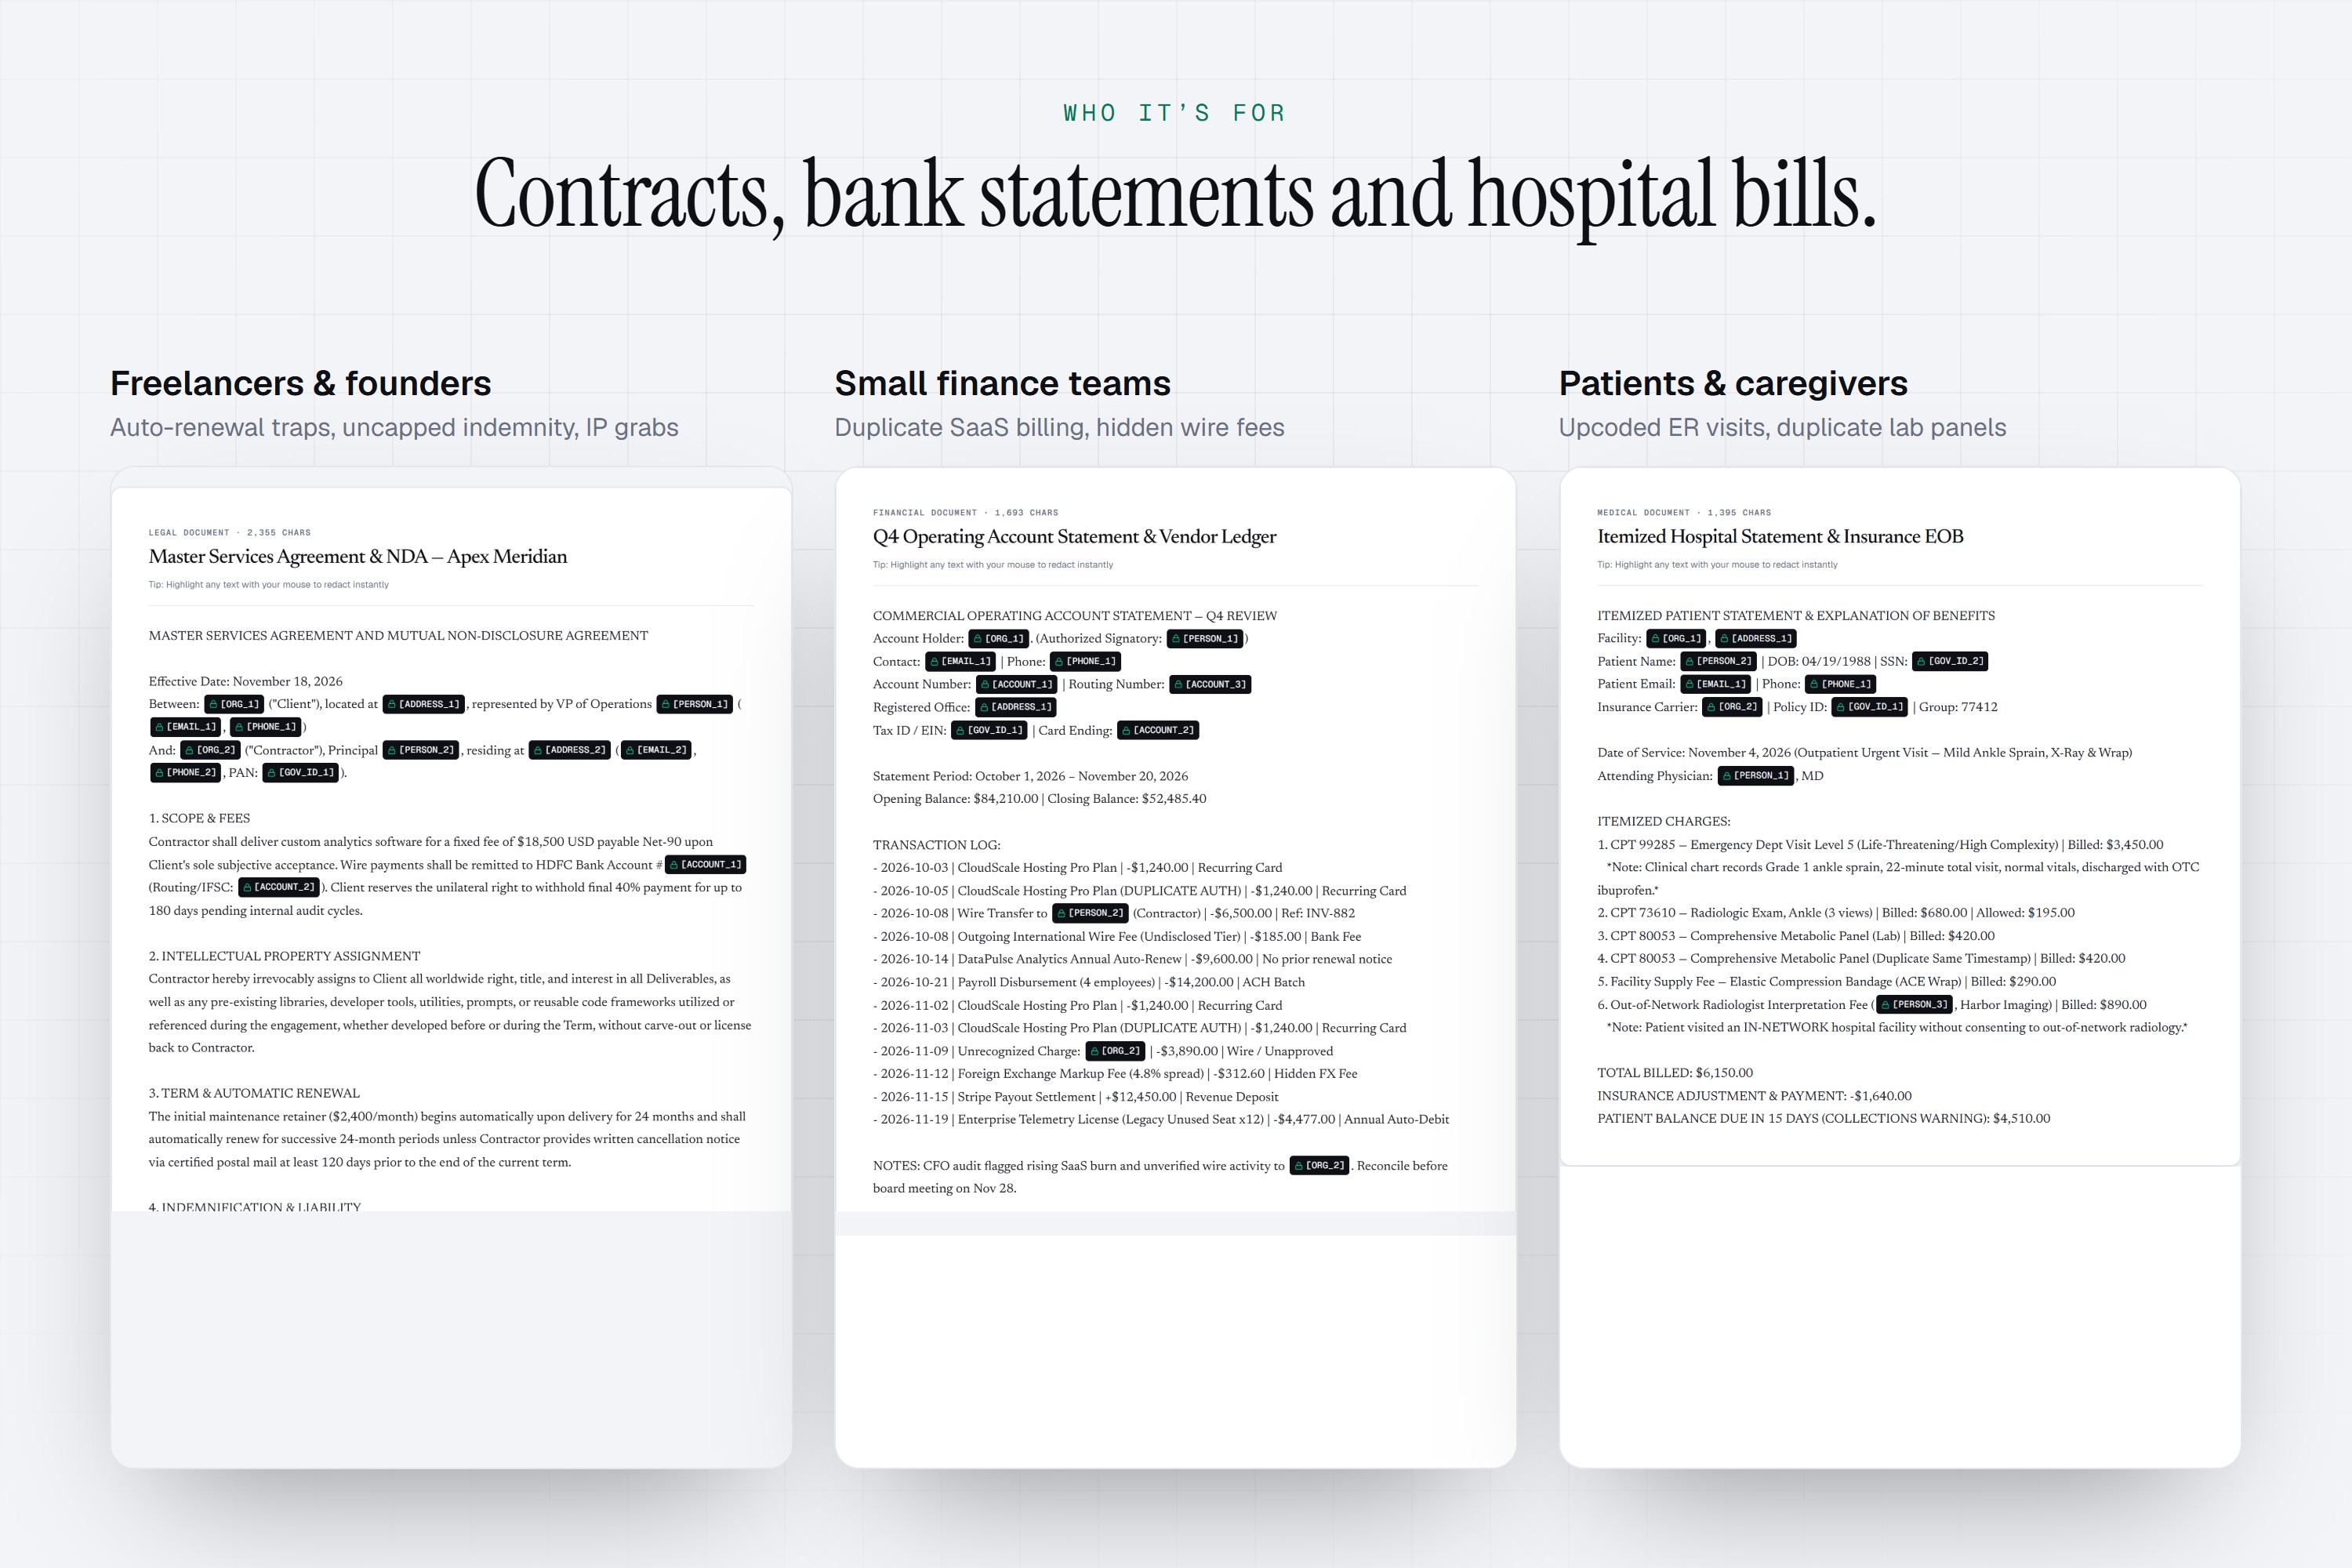 WHO IT’S FOR
Contracts, bank statements and hospital bills.
Freelancers & founders
Auto-renewal traps, uncapped indemnity, IP grabs
LEGAL DOCUMENT · 2,355 CHARS
Master Services Agreement & NDA – Apex Meridian
Tip: Highlight any text with your mouse to redact instantly
MASTER SERVICES AGREEMENT AND MUTUAL NON-DISCLOSURE AGREEMENT
Effective Date: November 18, 2026
Between: [ORG_1] ("Client"), located at [ADDRESS_1], represented by VP of Operations [PERSON_1] (
[EMAIL_1], [PHONE_1])
And: [ORG_2] ("Contractor"), Principal [PERSON_2], residing at [ADDRESS_2] ([EMAIL_2],
[PHONE_2], PAN: [GOV_ID_1]).
1. SCOPE & FEES
Contractor shall deliver custom analytics software for a fixed fee of $18,500 USD payable Net-90 upon
Client's sole subjective acceptance. Wire payments shall be remitted to HDFC Bank Account #[ACCOUNT_1]
(Routing/IFSC: [ACCOUNT_2]). Client reserves the unilateral right to withhold final 40% payment for up to
180 days pending internal audit cycles.
2. INTELLECTUAL PROPERTY ASSIGNMENT
Contractor hereby irrevocably assigns to Client all worldwide right, title, and interest in all Deliverables, as
well as any pre-existing libraries, developer tools, utilities, prompts, or reusable code frameworks utilized or
referenced during the engagement, whether developed before or during the Term, without carve-out or license
back to Contractor.
3. TERM & AUTOMATIC RENEWAL
The initial maintenance retainer ($2,400/month) begins automatically upon delivery for 24 months and shall
automatically renew for successive 24-month periods unless Contractor provides written cancellation notice
via certified postal mail at least 120 days prior to the end of the current term.
4. INDEMNIFICATION & LIABILITY
Small finance teams
Duplicate SaaS billing, hidden wire fees
FINANCIAL DOCUMENT · 1,693 CHARS
Q4 Operating Account Statement & Vendor Ledger
Tip: Highlight any text with your mouse to redact instantly
COMMERCIAL OPERATING ACCOUNT STATEMENT – Q4 REVIEW
Account Holder: [ORG_1]. (Authorized Signatory: [PERSON_1])
Contact: [EMAIL_1] | Phone: [PHONE_1]
Account Number: [ACCOUNT_1] | Routing Number: [ACCOUNT_3]
Registered Office: [ADDRESS_1]
Tax ID / EIN: [GOV_ID_1] | Card Ending: [ACCOUNT_2]
Statement Period: October 1, 2026 – November 20, 2026
Opening Balance: $84,210.00 | Closing Balance: $52,485.40
TRANSACTION LOG:
- 2026-10-03 | CloudScale Hosting Pro Plan | -$1,240.00 | Recurring Card
- 2026-10-05 | CloudScale Hosting Pro Plan (DUPLICATE AUTH) | -$1,240.00 | Recurring Card
- 2026-10-08 | Wire Transfer to [PERSON_2] (Contractor) | -$6,500.00 | Ref: INV-882
- 2026-10-08 | Outgoing International Wire Fee (Undisclosed Tier) | -$185.00 | Bank Fee
- 2026-10-14 | DataPulse Analytics Annual Auto-Renew | -$9,600.00 | No prior renewal notice
- 2026-10-21 | Payroll Disbursement (4 employees) | -$14,200.00 | ACH Batch
- 2026-11-02 | CloudScale Hosting Pro Plan | -$1,240.00 | Recurring Card
- 2026-11-03 | CloudScale Hosting Pro Plan (DUPLICATE AUTH) | -$1,240.00 | Recurring Card
- 2026-11-09 | Unrecognized Charge: [ORG_2] | -$3,890.00 | Wire / Unapproved
- 2026-11-12 | Foreign Exchange Markup Fee (4.8% spread) | -$312.60 | Hidden FX Fee
- 2026-11-15 | Stripe Payout Settlement | +$12,450.00 | Revenue Deposit
- 2026-11-19 | Enterprise Telemetry License (Legacy Unused Seat x12) | -$4,477.00 | Annual Auto-Debit
NOTES: CFO audit flagged rising SaaS burn and unverified wire activity to [ORG_2]. Reconcile before
board meeting on Nov 28.
Patients & caregivers
Upcoded ER visits, duplicate lab panels
MEDICAL DOCUMENT · 1,395 CHARS
Itemized Hospital Statement & Insurance EOB
Tip: Highlight any text with your mouse to redact instantly
ITEMIZED PATIENT STATEMENT & EXPLANATION OF BENEFITS
Facility: [ORG_1], [ADDRESS_1]
Patient Name: [PERSON_2] | DOB: 04/19/1988 | SSN: [GOV_ID_2]
Patient Email: [EMAIL_1] | Phone: [PHONE_1]
Insurance Carrier: [ORG_2] | Policy ID: [GOV_ID_1] | Group: 77412
Date of Service: November 4, 2026 (Outpatient Urgent Visit – Mild Ankle Sprain, X-Ray & Wrap)
Attending Physician: [PERSON_1], MD
ITEMIZED CHARGES:
1. CPT 99285 – Emergency Dept Visit Level 5 (Life-Threatening/High Complexity) | Billed: $3,450.00
*Note: Clinical chart records Grade 1 ankle sprain, 22-minute total visit, normal vitals, discharged with OTC
ibuprofen.*
2. CPT 73610 – Radiologic Exam, Ankle (3 views) | Billed: $680.00 | Allowed: $195.00
3. CPT 80053 – Comprehensive Metabolic Panel (Lab) | Billed: $420.00
4. CPT 80053 – Comprehensive Metabolic Panel (Duplicate Same Timestamp) | Billed: $420.00
5. Facility Supply Fee – Elastic Compression Bandage (ACE Wrap) | Billed: $290.00
6. Out-of-Network Radiologist Interpretation Fee ([PERSON_3], Harbor Imaging) | Billed: $890.00
*Note: Patient visited an IN-NETWORK hospital facility without consenting to out-of-network radiology.*
TOTAL BILLED: $6,150.00
INSURANCE ADJUSTMENT & PAYMENT: -$1,640.00
PATIENT BALANCE DUE IN 15 DAYS (COLLECTIONS WARNING): $4,510.00